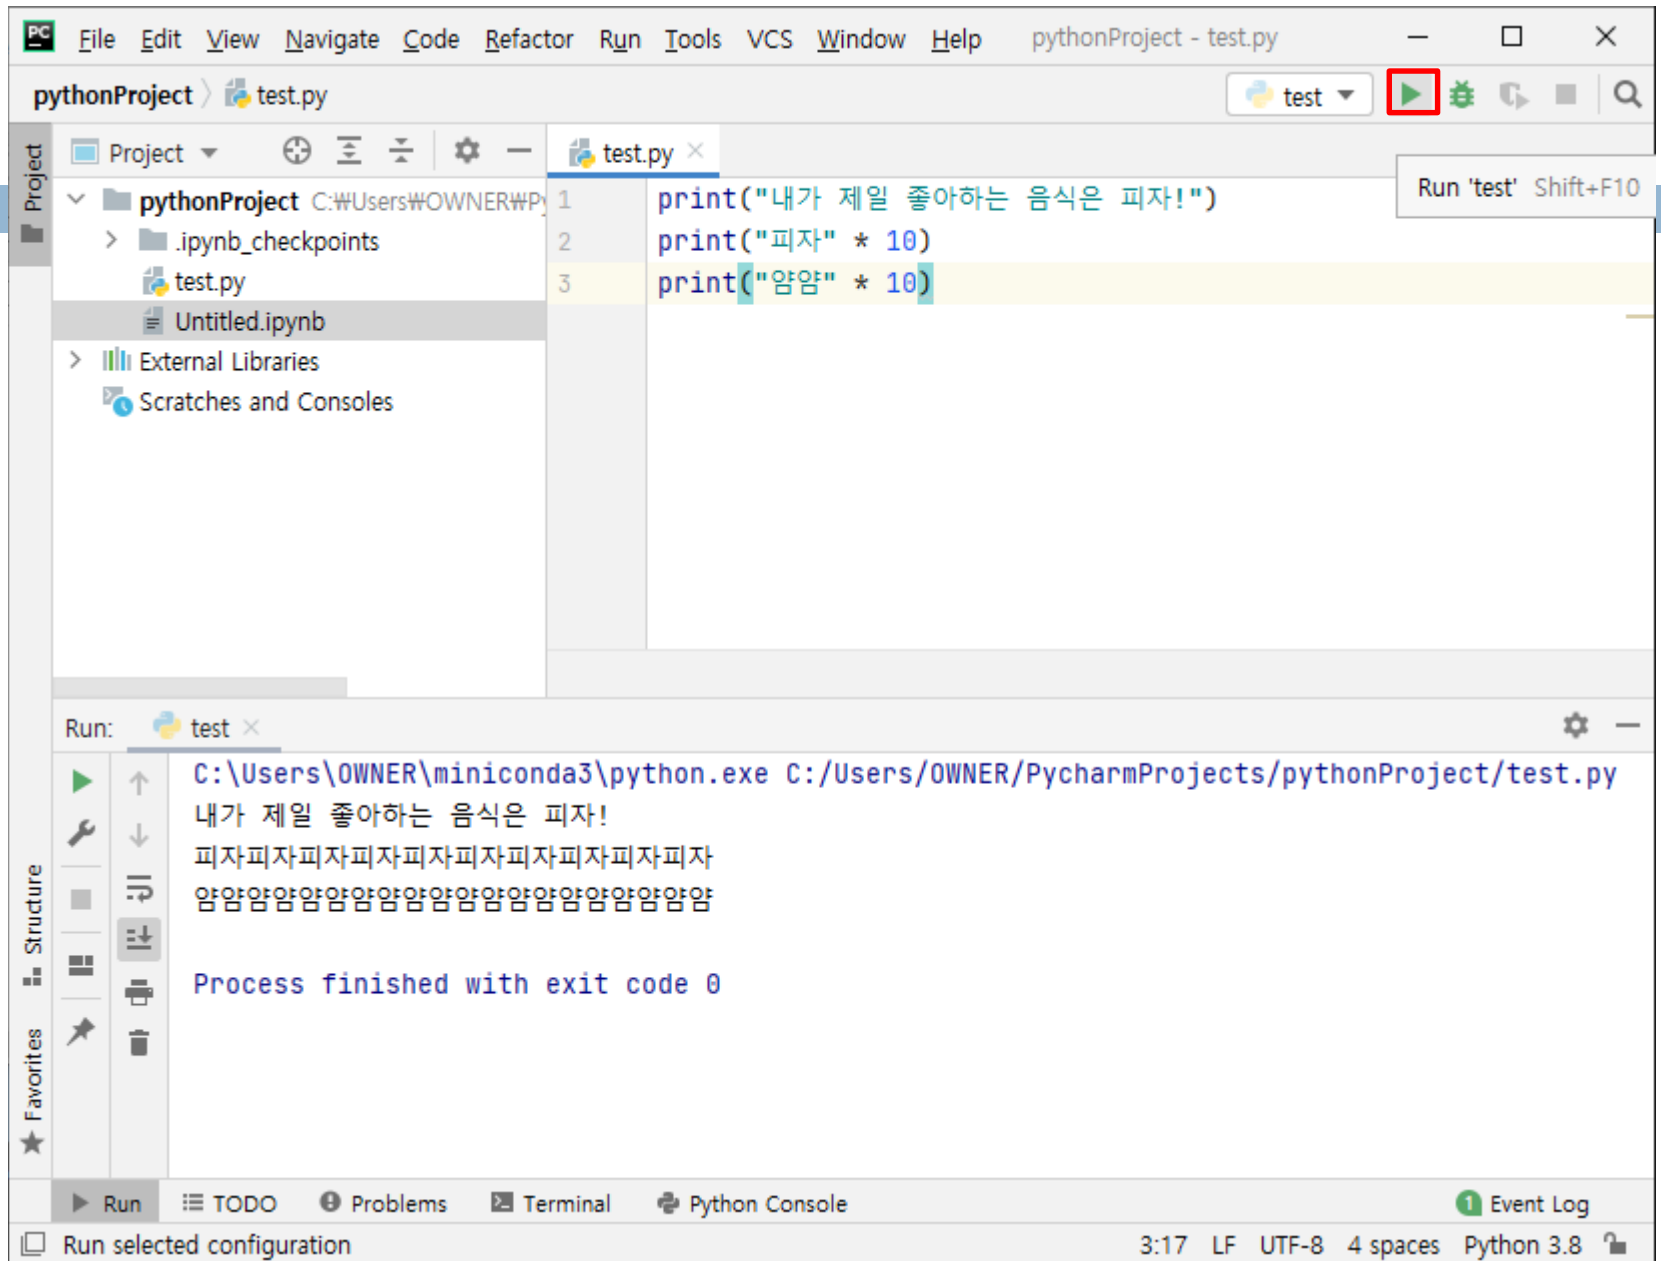 PC File Edit View Navigate Code Refactor Run Tools VCS Window Help pythonProject - test.py
pythonProject test.py test
Project
Project
test.py
Run 'test' Shift+F10
pythonProject C:₩Users₩OWNER₩Py
.ipynb_checkpoints
test.py
Untitled.ipynb
External Libraries
Scratches and Consoles
1 print("내가 제일 좋아하는 음식은 피자!")
2 print("피자" * 10)
3 print("얌얌" * 10)
Run: test
C:\Users\OWNER\miniconda3\python.exe C:/Users/OWNER/PycharmProjects/pythonProject/test.py
내가 제일 좋아하는 음식은 피자!
피자피자피자피자피자피자피자피자피자피자
얌얌얌얌얌얌얌얌얌얌얌얌얌얌얌얌얌얌얌얌
Process finished with exit code 0
Structure
Favorites
Run TODO Problems Terminal Python Console 1 Event Log
Run selected configuration 3:17 LF UTF-8 4 spaces Python 3.8